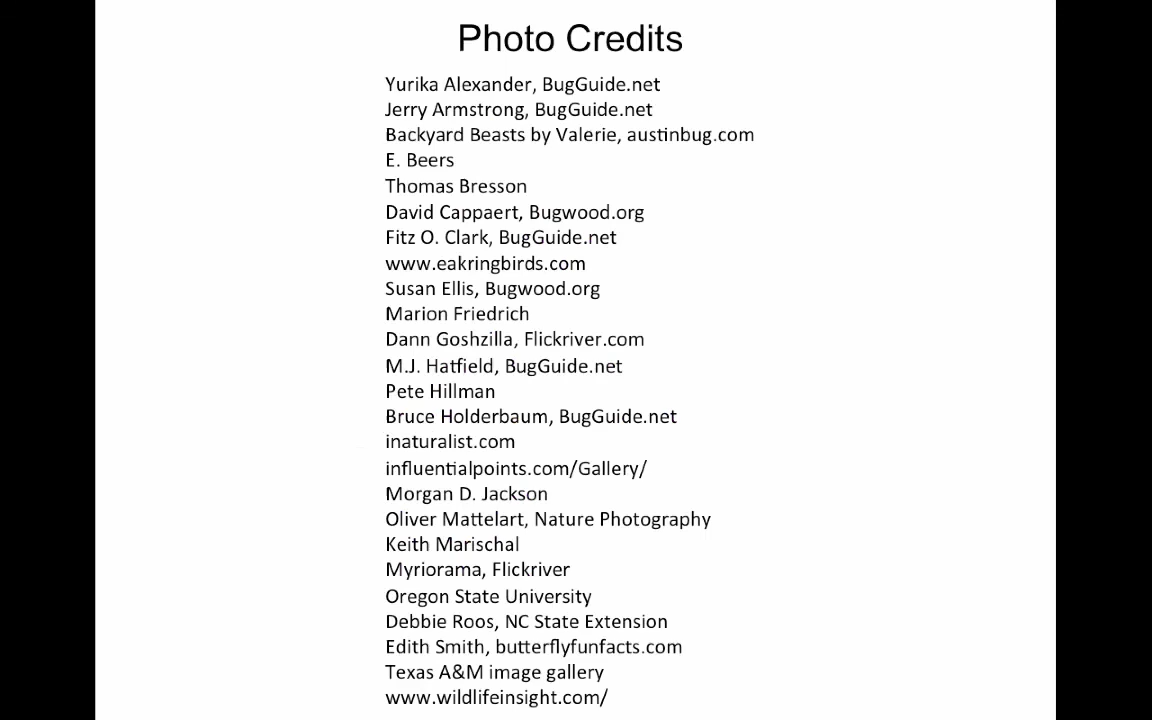 Photo Credits
Yurika Alexander, BugGuide.net
Jerry Armstrong, BugGuide.net
Backyard Beasts by Valerie, austinbug.com
E. Beers
Thomas Bresson
David Cappaert, Bugwood.org
Fitz O. Clark, BugGuide.net
www.eakringbirds.com
Susan Ellis, Bugwood.org
Marion Friedrich
Dann Goshzilla, Flickriver.com
M.J. Hatfield, BugGuide.net
Pete Hillman
Bruce Holderbaum, BugGuide.net
inaturalist.com
influentialpoints.com/Gallery/
Morgan D. Jackson
Oliver Mattelart, Nature Photography
Keith Marischal
Myriorama, Flickriver
Oregon State University
Debbie Roos, NC State Extension
Edith Smith, butterflyfunfacts.com
Texas A&M image gallery
www.wildlifeinsight.com/